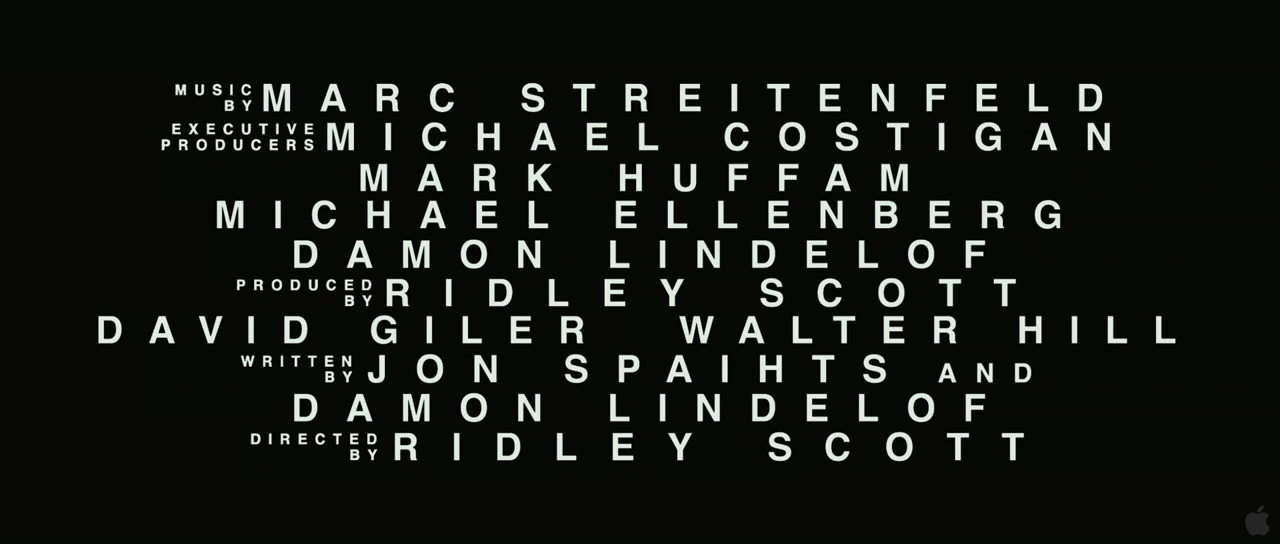 MUSIC BY MARC STREITENFELD
EXECUTIVE PRODUCERS MICHAEL COSTIGAN
MARK HUFFAM
MICHAEL ELLENBERG
DAMON LINDELOF
PRODUCED BY RIDLEY SCOTT
DAVID GILER WALTER HILL
WRITTEN BY JON SPAIHTS AND
DAMON LINDELOF
DIRECTED BY RIDLEY SCOTT